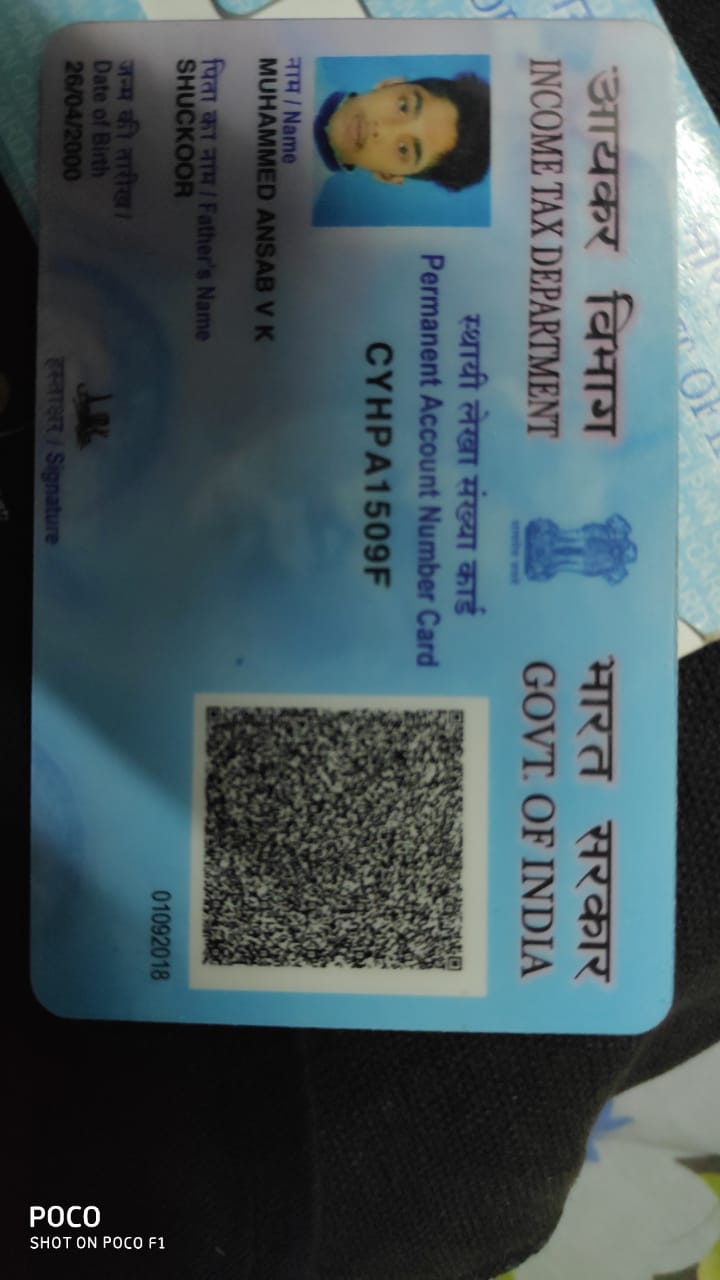 आयकर विभाग
INCOME TAX DEPARTMENT
भारत सरकार
GOVT. OF INDIA
स्थायी लेखा संख्या कार्ड
Permanent Account Number Card
CYHPA1509F
नाम / Name
MUHAMMED ANSAB V K
पिता का नाम / Father's Name
SHUCKOOR
जन्म की तारीख /
Date of Birth
26/04/2000
हस्ताक्षर / Signature
01092018
POCO
SHOT ON POCO F1